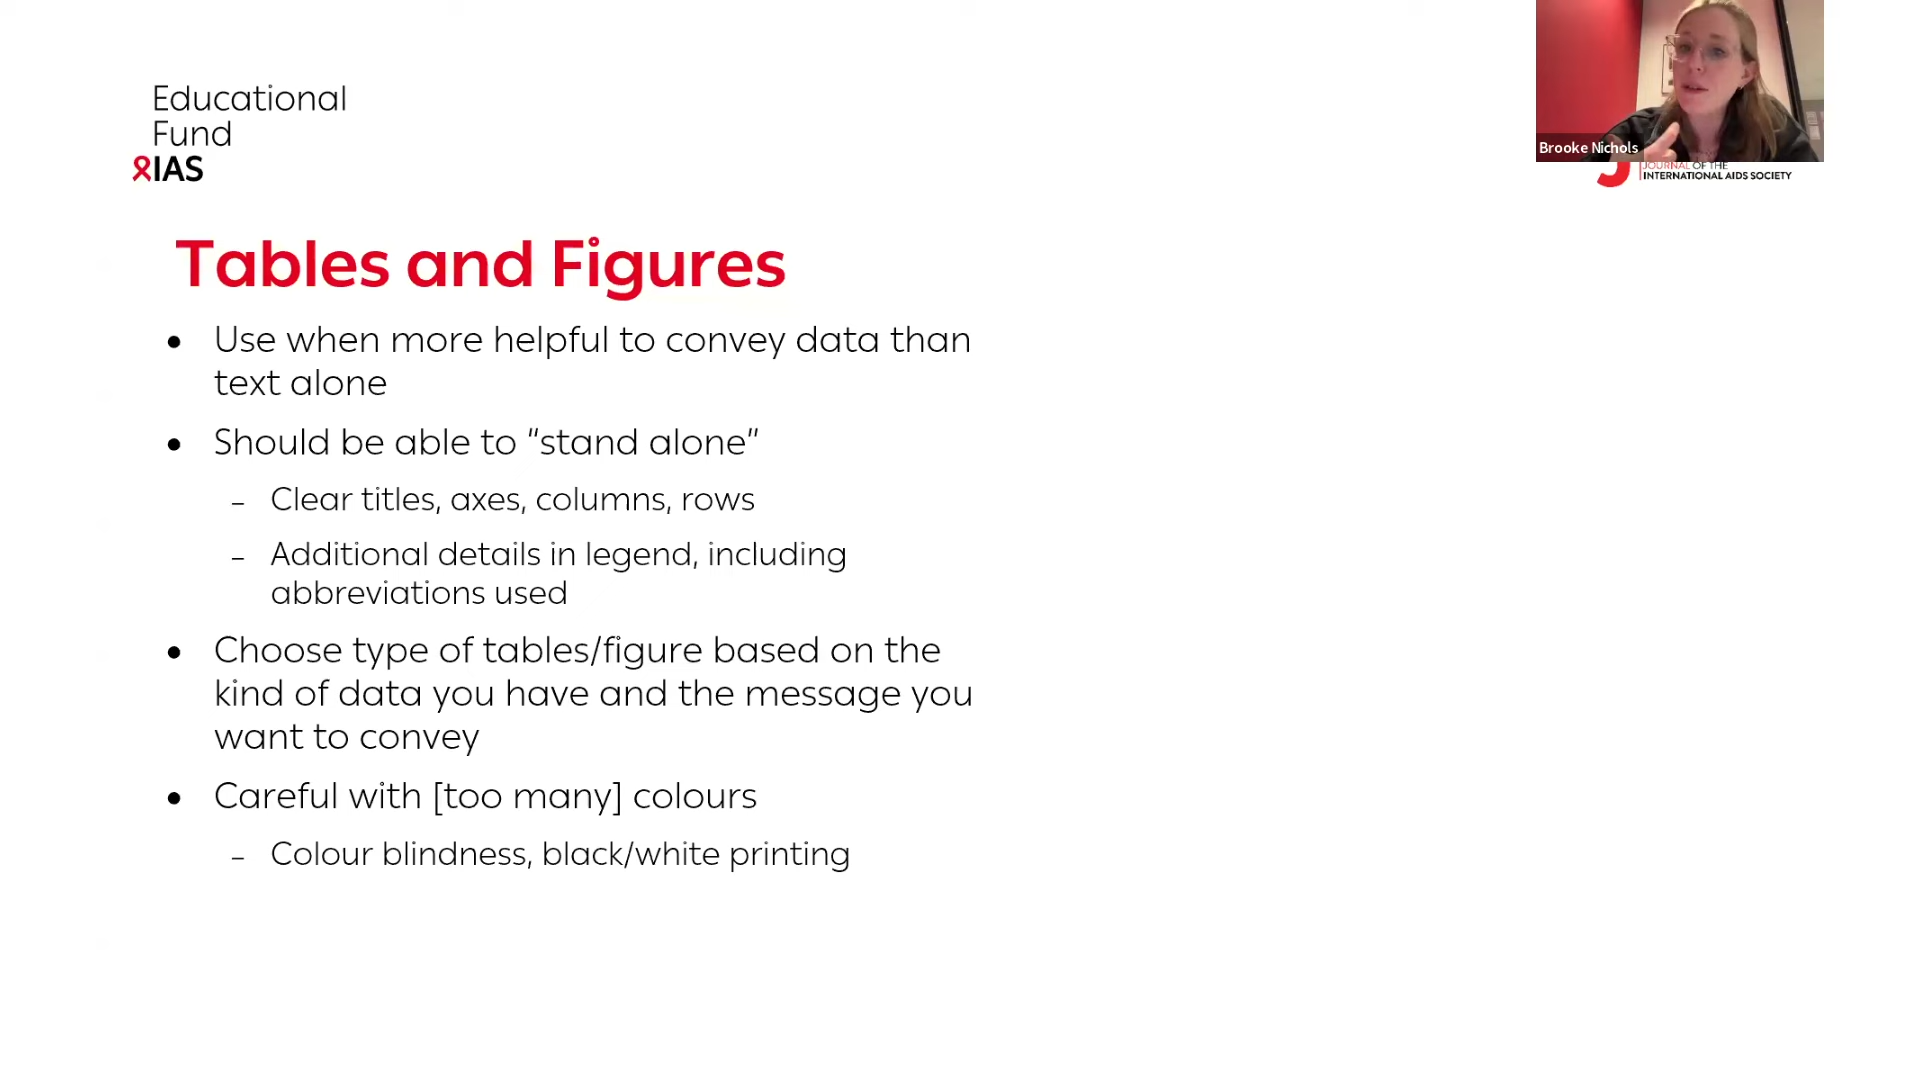 Educational
Fund
IAS
Brooke Nichols
JOURNAL OF THE
INTERNATIONAL AIDS SOCIETY
Tables and Figures
• Use when more helpful to convey data than
text alone
• Should be able to “stand alone”
– Clear titles, axes, columns, rows
– Additional details in legend, including
abbreviations used
• Choose type of tables/figure based on the
kind of data you have and the message you
want to convey
• Careful with [too many] colours
– Colour blindness, black/white printing